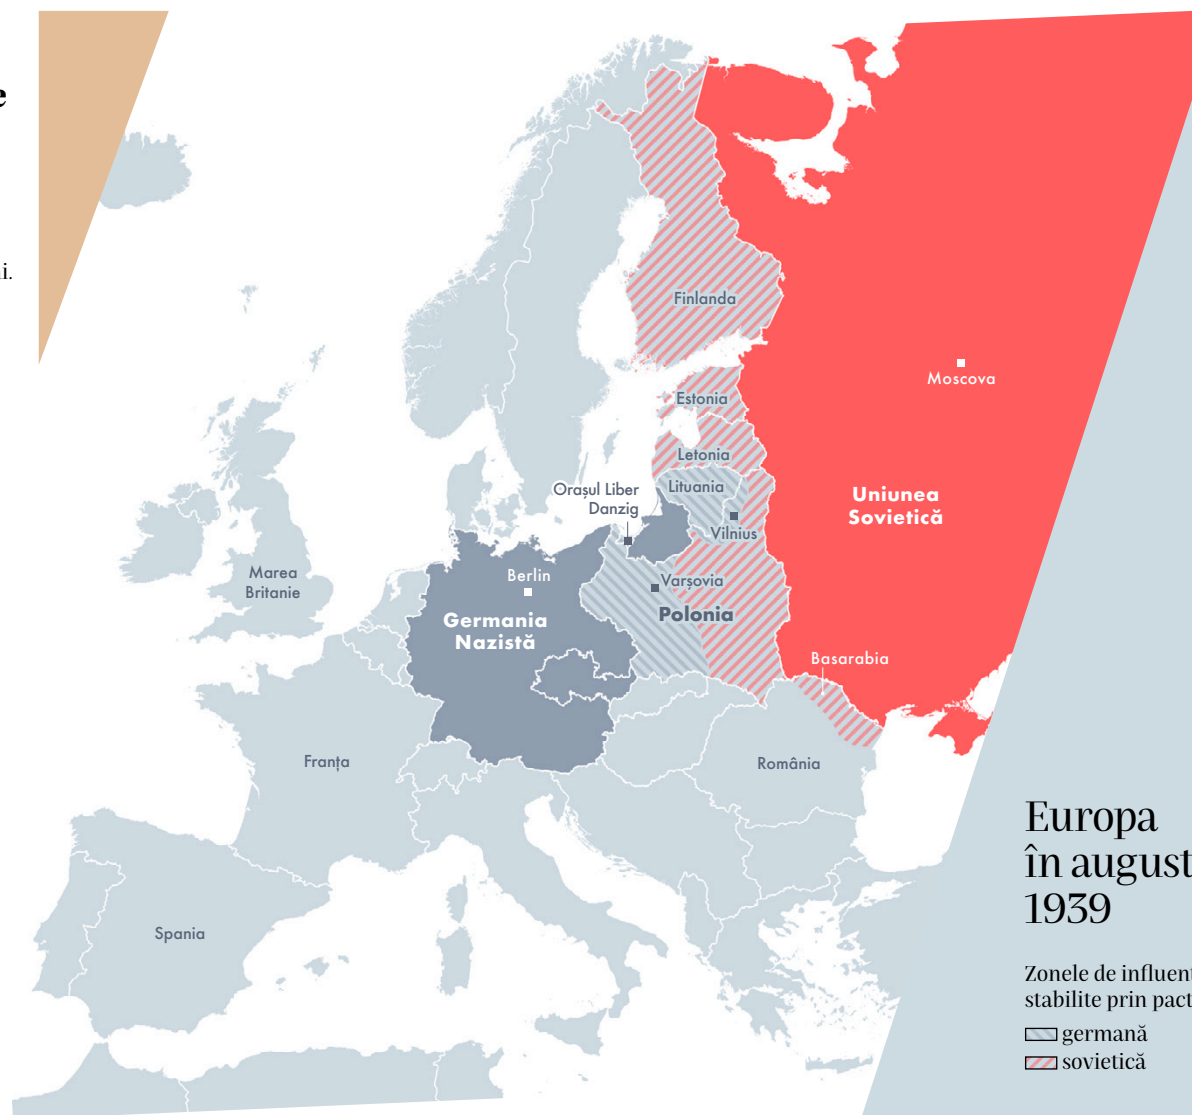 e
i.
Finlanda
Moscova
Estonia
Letonia
Orașul Liber
Danzig
Lituania
Uniunea
Sovietică
Vilnius
Marea
Britanie
Berlin
Varșovia
Germania
Nazistă
Polonia
Basarabia
Franța
România
Spania
Europa
în august
1939
Zonele de influenț
stabilite prin pact
germană
sovietică